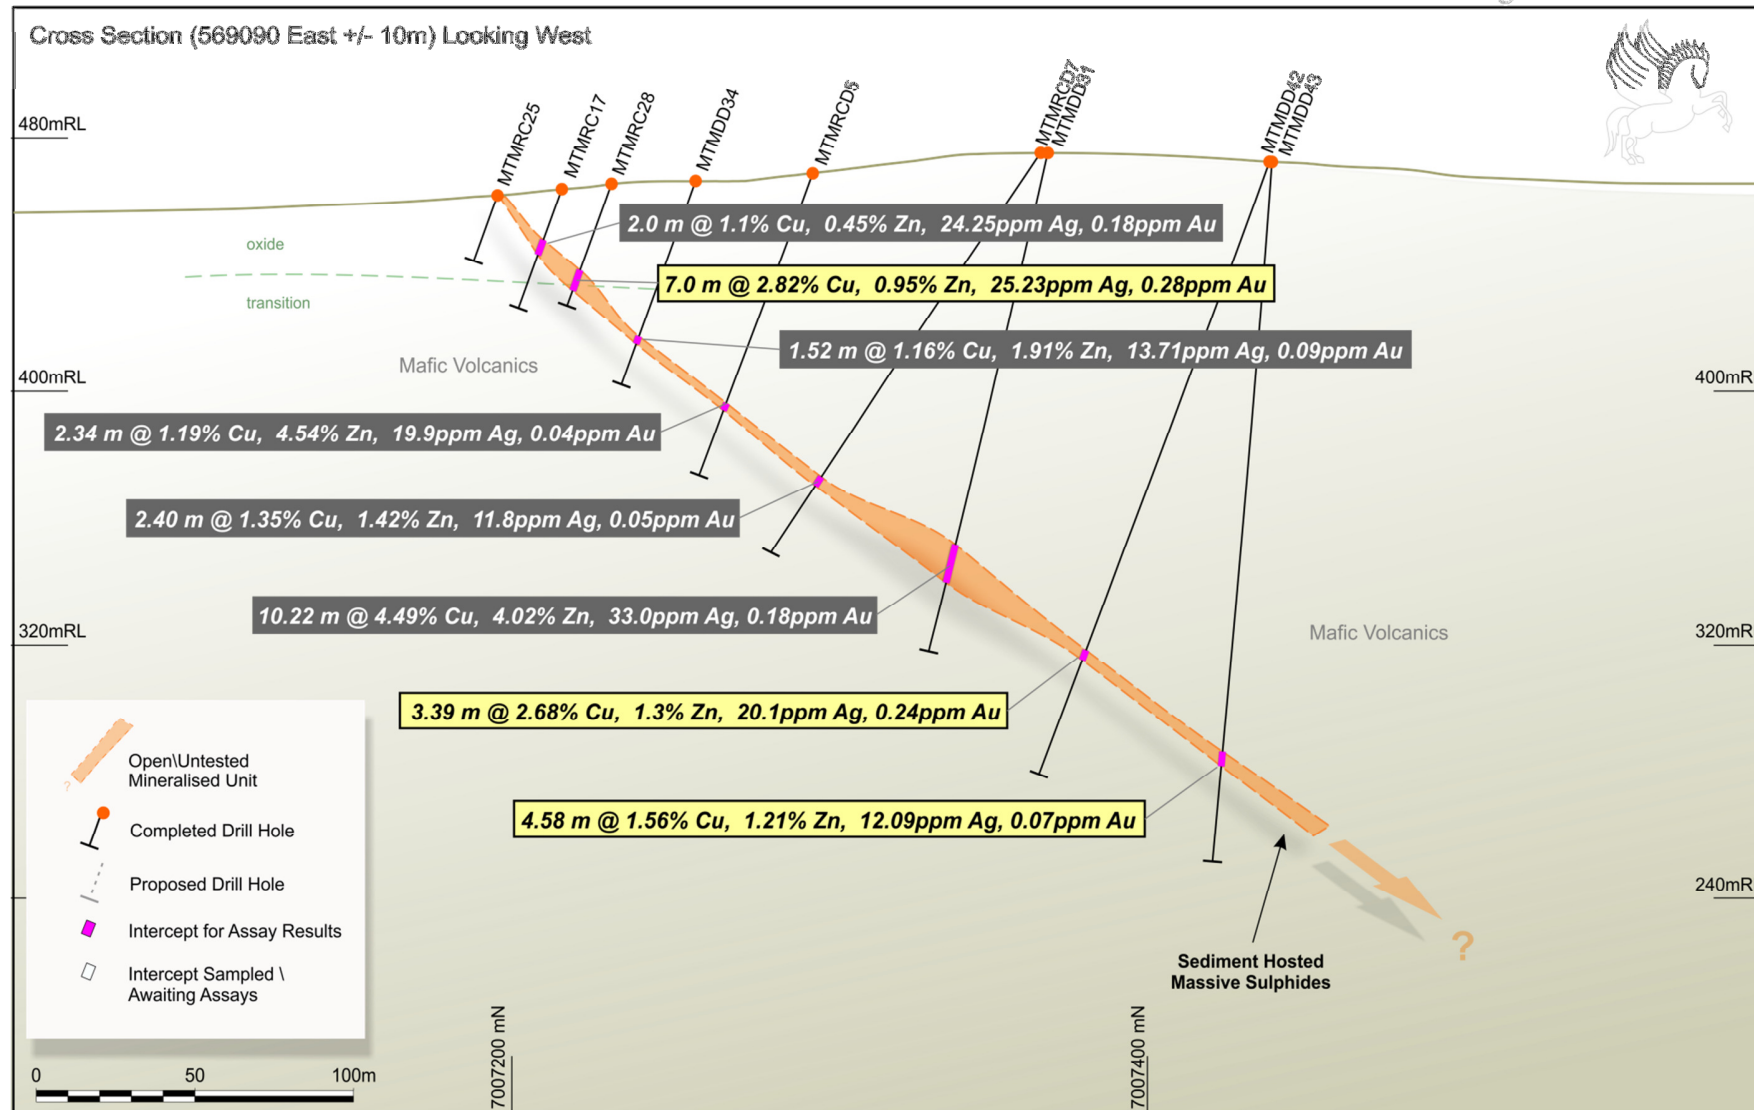 Cross Section (569090 East +/- 10m) Looking West
MTMRC25
MTMRC17
MTMRC28
MTMDD34
MTMRCD6
MTMRCD7
MTMDD31
MTMDD42
MTMDD43
480mRL
oxide
transition
2.0 m @ 1.1% Cu, 0.45% Zn, 24.25ppm Ag, 0.18ppm Au
7.0 m @ 2.82% Cu, 0.95% Zn, 25.23ppm Ag, 0.28ppm Au
1.52 m @ 1.16% Cu, 1.91% Zn, 13.71ppm Ag, 0.09ppm Au
Mafic Volcanics
400mRL
400mR
2.34 m @ 1.19% Cu, 4.54% Zn, 19.9ppm Ag, 0.04ppm Au
2.40 m @ 1.35% Cu, 1.42% Zn, 11.8ppm Ag, 0.05ppm Au
10.22 m @ 4.49% Cu, 4.02% Zn, 33.0ppm Ag, 0.18ppm Au
320mRL
Mafic Volcanics
320mR
3.39 m @ 2.68% Cu, 1.3% Zn, 20.1ppm Ag, 0.24ppm Au
4.58 m @ 1.56% Cu, 1.21% Zn, 12.09ppm Ag, 0.07ppm Au
240mR
?
Sediment Hosted
Massive Sulphides
?
Open\Untested
Mineralised Unit
Completed Drill Hole
Proposed Drill Hole
Intercept for Assay Results
Intercept Sampled \
Awaiting Assays
0 50 100m
7007200 mN
7007400 mN